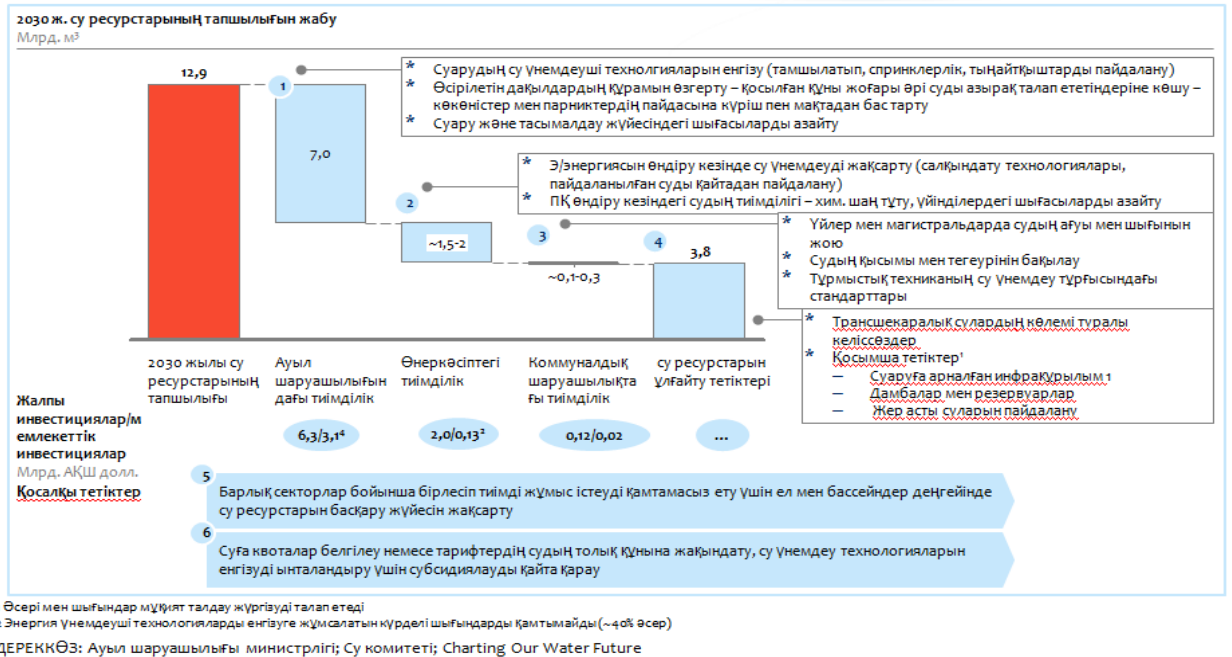 2030 ж. су ресурстарының тапшылығын жабу
Млрд. м³
12,9
1
7,0
* Суарудың су үнемдеуші технолгияларын енгізу (тамшылатып, спринклерлік, тыңайтқыштарды пайдалану)
* Өсірілетін дақылдардың құрамын өзгерту – қосылған құны жоғары әрі суды азырақ талап ететіндеріне көшу –
көкөністер мен парниктердің пайдасына күріш пен мақтадан бас тарту
* Суару және тасымалдау жүйесіндегі шығасыларды азайту
2
~1,5-2
* Э/энергиясын өндіру кезінде су үнемдеуді жақсарту (салқындату технологиялары,
пайдаланылған суды қайтадан пайдалану)
* ПҚ өндіру кезіндегі судың тиімділігі – хим. шаң тұту, үйінділердегі шығасыларды азайту
3
~0,1-0,3
* Үйлер мен магистральдарда судың ағуы мен шығынын
жою
* Судың қысымы мен тегеурінін бақылау
* Тұрмыстық техниканың су үнемдеу тұрғысындағы
стандарттары
4
3,8
* Трансшекаралық сулардың көлемі туралы
келіссөздер
* Қосымша тетіктер¹
– Суаруға арналған инфрақұрылым 1
– Дамбалар мен резервуарлар
– Жер асты суларын пайдалану
2030 жылы су
ресурстарының
тапшылығы
Ауыл
шаруашылығын
дағы тиімділік
Өнеркәсіптегі
тиімділік
Коммуналдық
шаруашылықта
ғы тиімділік
су ресурстарын
ұлғайту тетіктері
Жалпы
инвестициялар/м
емлекеттік
инвестициялар
Млрд. АҚШ долл.
6,3/3,1⁴
2,0/0,13²
0,12/0,02
...
Қосалқы тетіктер
5
Барлық секторлар бойынша бірлесіп тиімді жұмыс істеуді қамтамасыз ету үшін ел мен бассейндер деңгейінде
су ресурстарын басқару жүйесін жақсарту
6
Суға квоталар белгілеу немесе тарифтердің судың толық құнына жақындату, су үнемдеу технологияларын
енгізуді ынталандыру үшін субсидиялауды қайта қарау
Әсері мен шығындар мұқият талдау жүргізуді талап етеді
2 Энергия үнемдеуші технологияларды енгізуге жұмсалатын күрделі шығындарды қамтымайды (~40% әсер)
ДЕРЕККӨЗ: Ауыл шаруашылығы министрлігі; Су комитеті; Charting Our Water Future